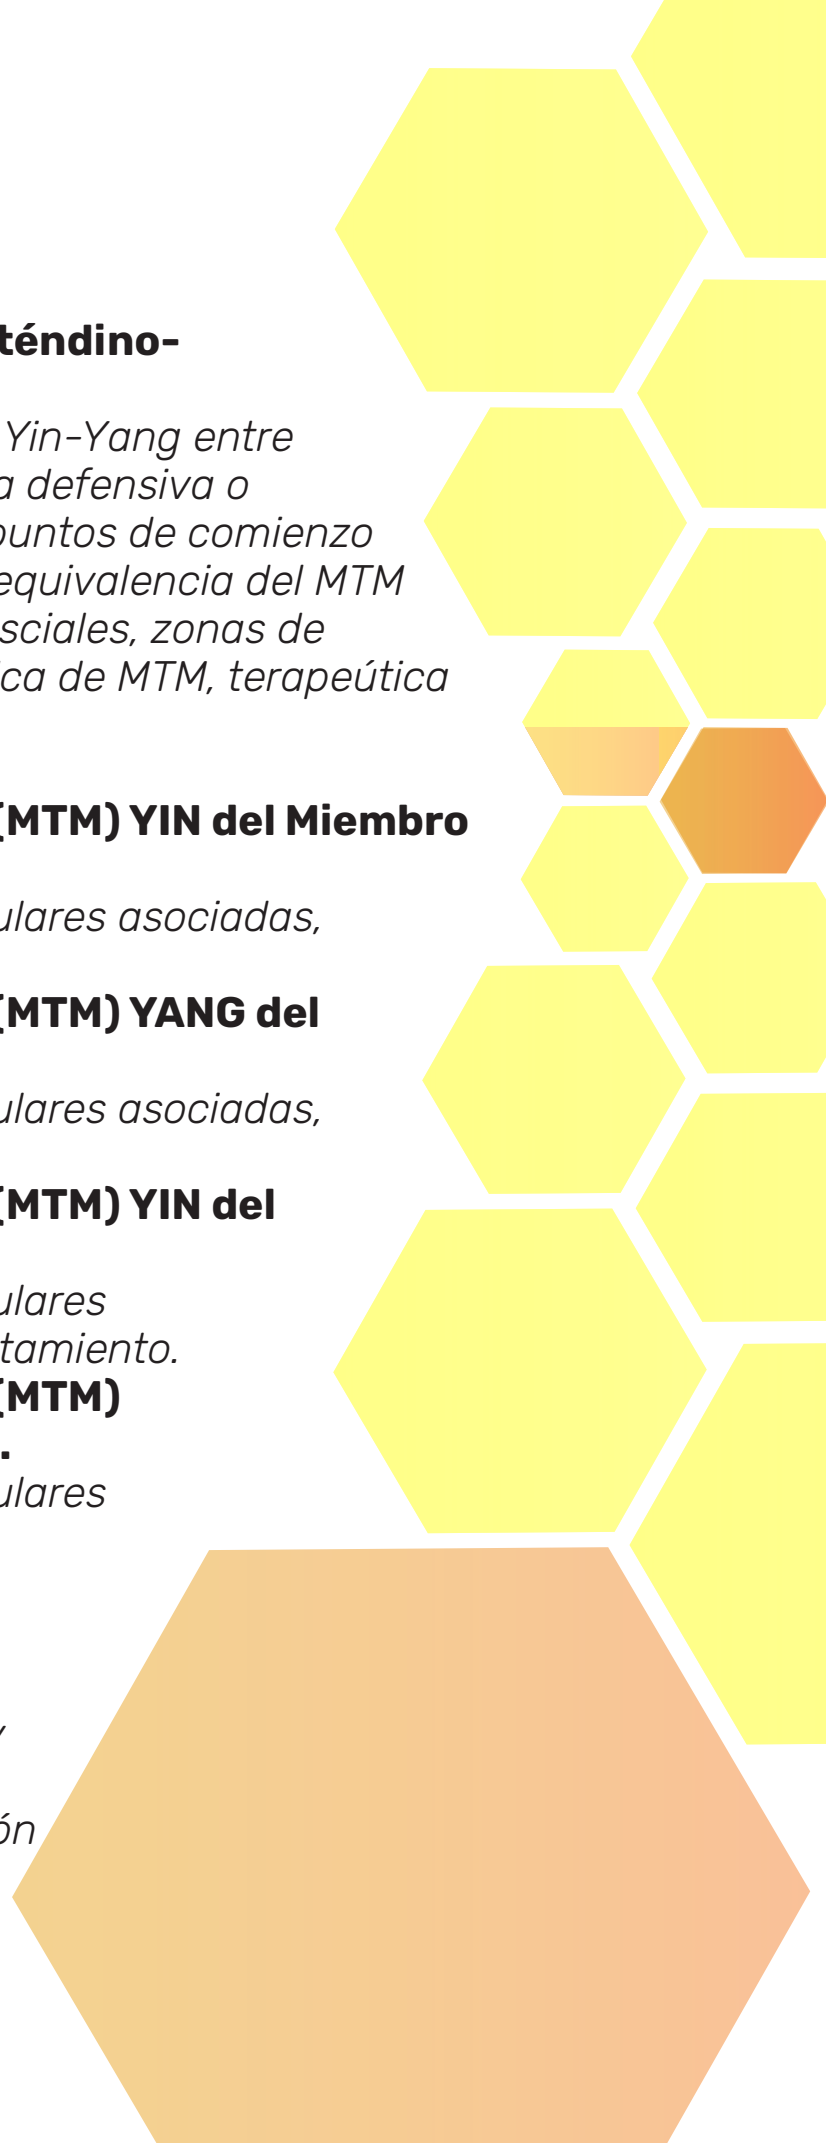 téndino-
Yin-Yang entre
a defensiva o
puntos de comienzo
equivalencia del MTM
sciales, zonas de
ica de MTM, terapeútica
(MTM) YIN del Miembro
ulares asociadas,
(MTM) YANG del
ulares asociadas,
(MTM) YIN del
ulares
tamiento.
(MTM)
.
ulares
y
ón